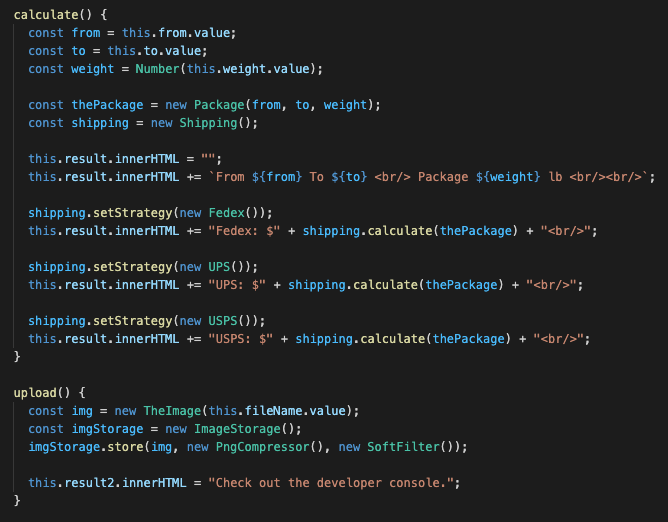 calculate() {
const from = this.from.value;
const to = this.to.value;
const weight = Number(this.weight.value);
const thePackage = new Package(from, to, weight);
const shipping = new Shipping();
this.result.innerHTML = "";
this.result.innerHTML += `From ${from} To ${to} <br/> Package ${weight} lb <br/><br/>`;
shipping.setStrategy(new Fedex());
this.result.innerHTML += "Fedex: $" + shipping.calculate(thePackage) + "<br/>";
shipping.setStrategy(new UPS());
this.result.innerHTML += "UPS: $" + shipping.calculate(thePackage) + "<br/>";
shipping.setStrategy(new USPS());
this.result.innerHTML += "USPS: $" + shipping.calculate(thePackage) + "<br/>";
}
upload() {
const img = new TheImage(this.fileName.value);
const imgStorage = new ImageStorage();
imgStorage.store(img, new PngCompressor(), new SoftFilter());
this.result2.innerHTML = "Check out the developer console.";
}